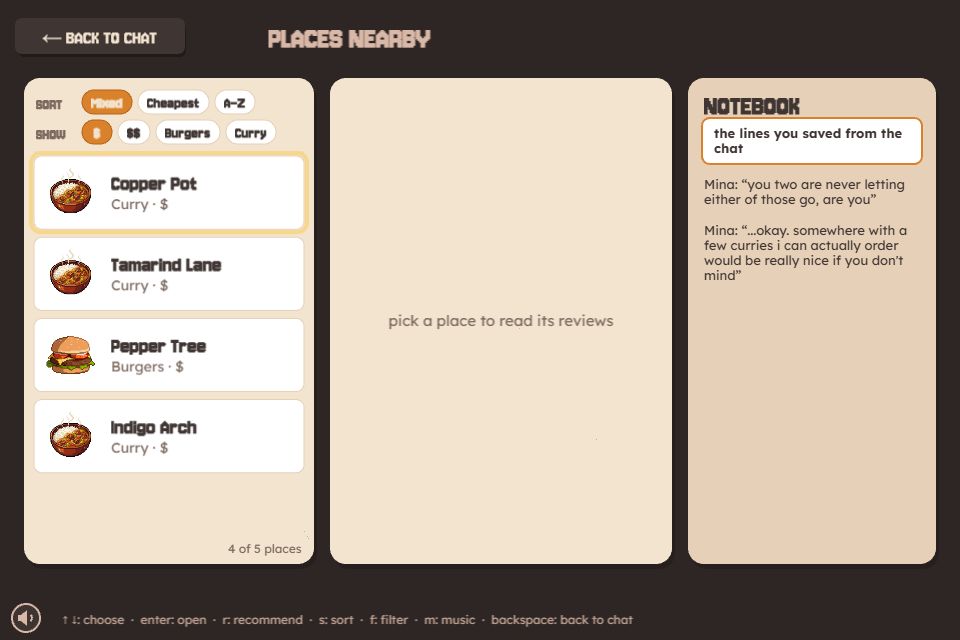 ← BACK TO CHAT
PLACES NEARBY
SORT Mixed Cheapest A-Z
SHOW $ $$ Burgers Curry
Copper Pot
Curry · $
Tamarind Lane
Curry · $
Pepper Tree
Burgers · $
Indigo Arch
Curry · $
4 of 5 places
pick a place to read its reviews
NOTEBOOK
the lines you saved from the
chat
Mina: “you two are never letting
either of those go, are you”
Mina: “...okay. somewhere with a
few curries i can actually order
would be really nice if you don't
mind”
↑ ↓: choose · enter: open · r: recommend · s: sort · f: filter · m: music · backspace: back to chat